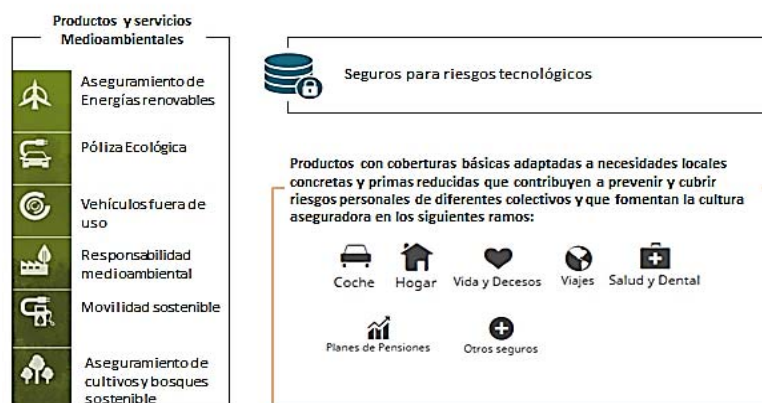 Productos y servicios
Medioambientales
Aseguramiento de
Energías renovables
Póliza Ecológica
Vehículos fuera de
uso
Responsabilidad
medioambiental
Movilidad sostenible
Aseguramiento de
cultivos y bosques
sostenible
Seguros para riesgos tecnológicos
Productos con coberturas básicas adaptadas a necesidades locales
concretas y primas reducidas que contribuyen a prevenir y cubrir
riesgos personales de diferentes colectivos y que fomentan la cultura
aseguradora en los siguientes ramos:
Coche Hogar Vida y Decesos Viajes Salud y Dental
Planes de Pensiones Otros seguros